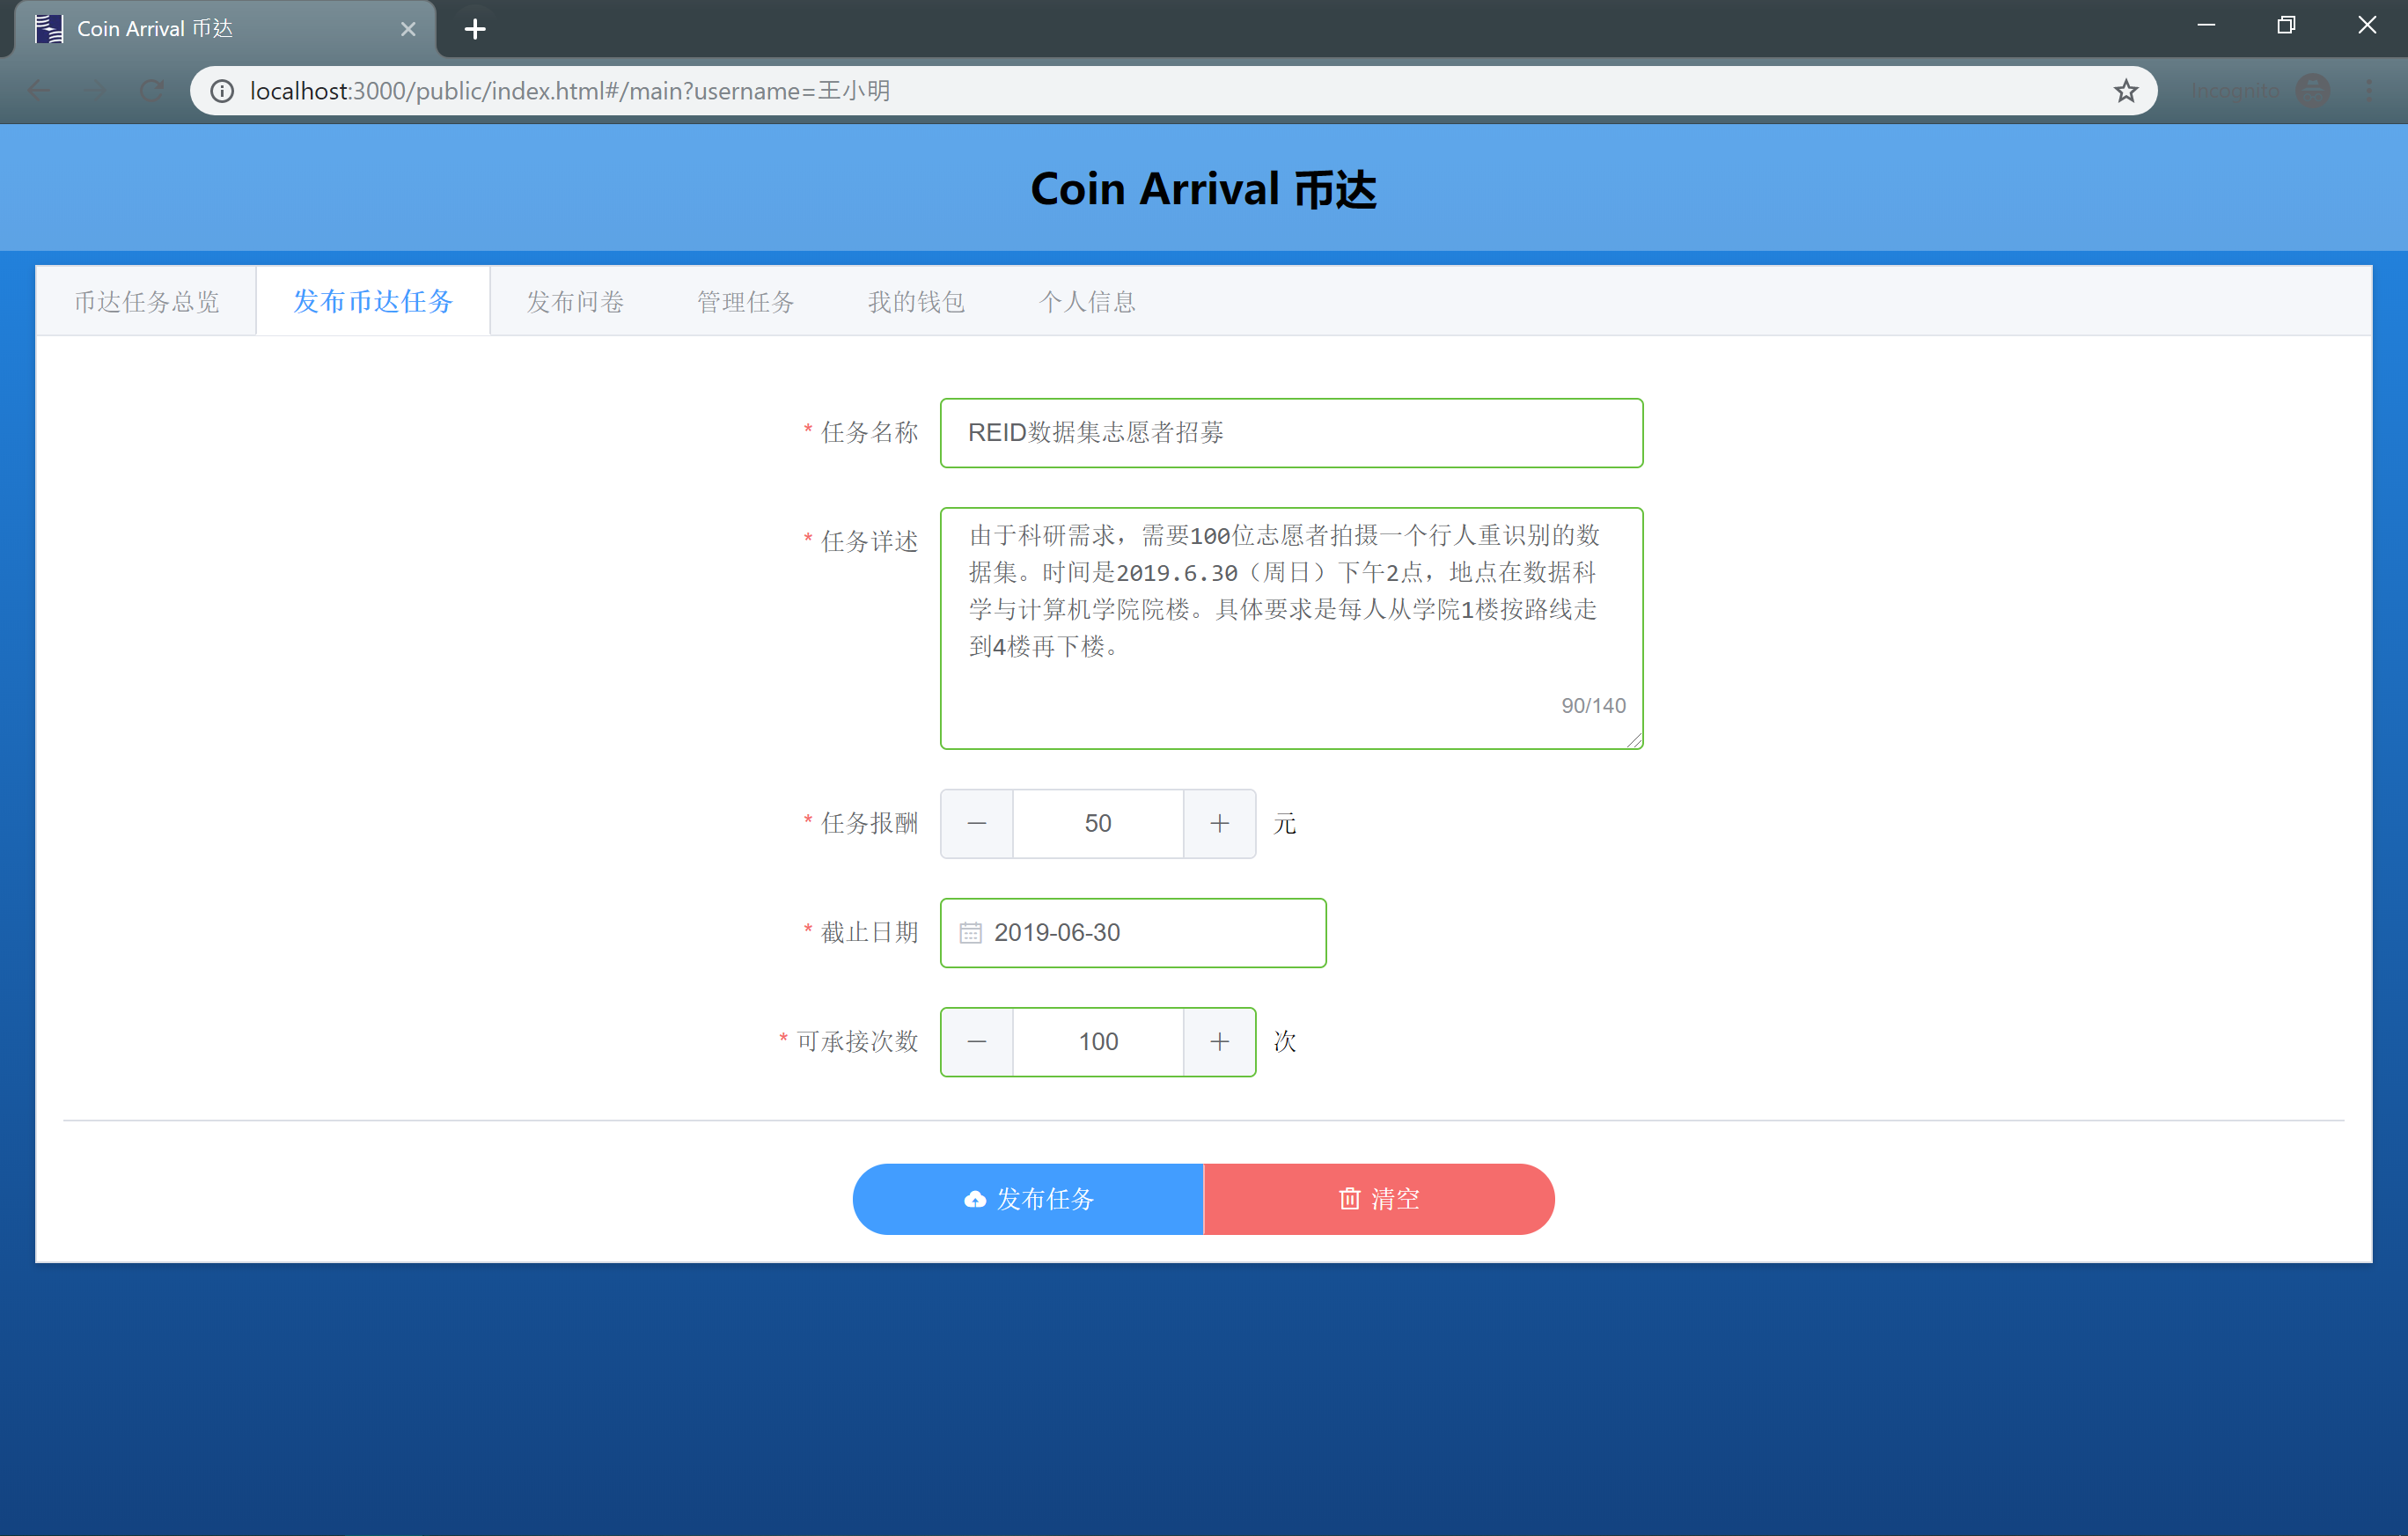 Coin Arrival 币达
localhost:3000/public/index.html#/main?username=王小明
Incognito
Coin Arrival 币达
币达任务总览
发布币达任务
发布问卷
管理任务
我的钱包
个人信息
* 任务名称
REID数据集志愿者招募
* 任务详述
由于科研需求，需要100位志愿者拍摄一个行人重识别的数
据集。时间是2019.6.30（周日）下午2点，地点在数据科
学与计算机学院院楼。具体要求是每人从学院1楼按路线走
到4楼再下楼。
90/140
* 任务报酬
50
元
* 截止日期
2019-06-30
* 可承接次数
100
次
发布任务
清空